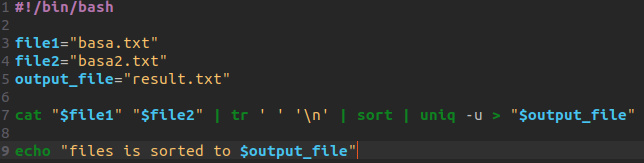 1 #!/bin/bash
2
3 file1="basa.txt"
4 file2="basa2.txt"
5 output_file="result.txt"
6
7 cat "$file1" "$file2" | tr ' ' '\n' | sort | uniq -u > "$output_file"
8
9 echo "files is sorted to $output_file"